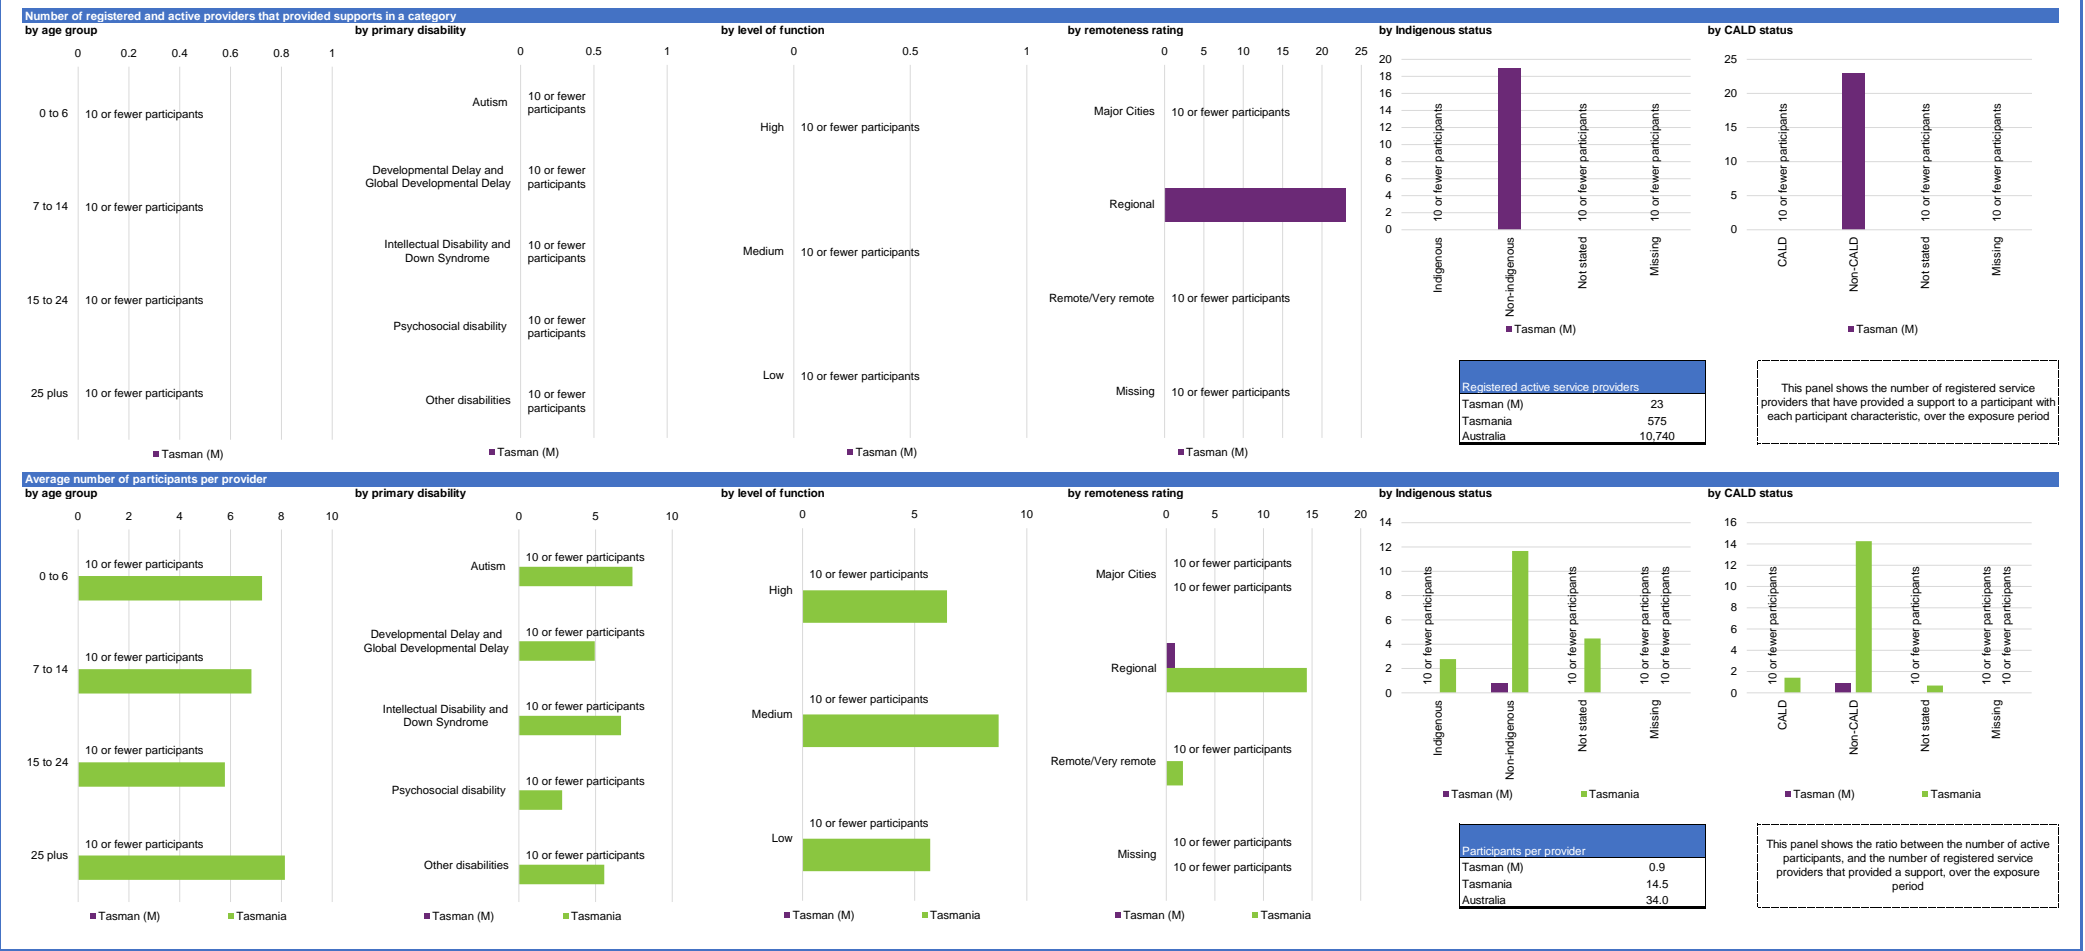 Number of registered and active providers that provided supports in a category
by age group
0 0.2 0.4 0.6 0.8 1
0 to 6 10 or fewer participants
7 to 14 10 or fewer participants
15 to 24 10 or fewer participants
25 plus 10 or fewer participants
Tasman (M)
by primary disability
0 0.5 1
Autism
10 or fewer
participants
Developmental Delay and
Global Developmental Delay
10 or fewer
participants
Intellectual Disability and
Down Syndrome
10 or fewer
participants
Psychosocial disability
10 or fewer
participants
Other disabilities
10 or fewer
participants
Tasman (M)
by level of function
0 0.5 1
High 10 or fewer participants
Medium 10 or fewer participants
Low 10 or fewer participants
Tasman (M)
by remoteness rating
0 5 10 15 20 25
Major Cities 10 or fewer participants
Regional
Remote/Very remote 10 or fewer participants
Missing 10 or fewer participants
Tasman (M)
by Indigenous status
20
18
16
14
12
10
8
6
4
2
0
10 or fewer participants
10 or fewer participants
10 or fewer participants
Indigenous
Non-indigenous
Not stated
Missing
Tasman (M)
by CALD status
25
20
15
10
5
0
10 or fewer participants
10 or fewer participants
10 or fewer participants
CALD
Non-CALD
Not stated
Missing
Tasman (M)
Registered active service providers
Tasman (M) 23
Tasmania 575
Australia 10,740
This panel shows the number of registered service
providers that have provided a support to a participant with
each participant characteristic, over the exposure period
Average number of participants per provider
by age group
0 2 4 6 8 10
10 or fewer participants
0 to 6
10 or fewer participants
7 to 14
10 or fewer participants
15 to 24
10 or fewer participants
25 plus
Tasman (M) Tasmania
by primary disability
0 5 10
10 or fewer participants
Autism
10 or fewer participants
Developmental Delay and
Global Developmental Delay
10 or fewer participants
Intellectual Disability and
Down Syndrome
10 or fewer participants
Psychosocial disability
10 or fewer participants
Other disabilities
Tasman (M) Tasmania
by level of function
0 5 10
10 or fewer participants
High
10 or fewer participants
Medium
10 or fewer participants
Low
Tasman (M) Tasmania
by remoteness rating
0 5 10 15 20
10 or fewer participants
Major Cities
10 or fewer participants
Regional
10 or fewer participants
Remote/Very remote
10 or fewer participants
Missing
10 or fewer participants
Tasman (M) Tasmania
by Indigenous status
14
12
10
8
6
4
2
0
10 or fewer participants
10 or fewer participants
10 or fewer participants
10 or fewer participants
Indigenous
Non-indigenous
Not stated
Missing
Tasman (M) Tasmania
by CALD status
16
14
12
10
8
6
4
2
0
10 or fewer participants
10 or fewer participants
10 or fewer participants
10 or fewer participants
CALD
Non-CALD
Not stated
Missing
Tasman (M) Tasmania
Participants per provider
Tasman (M) 0.9
Tasmania 14.5
Australia 34.0
This panel shows the ratio between the number of active
participants, and the number of registered service
providers that provided a support, over the exposure
period